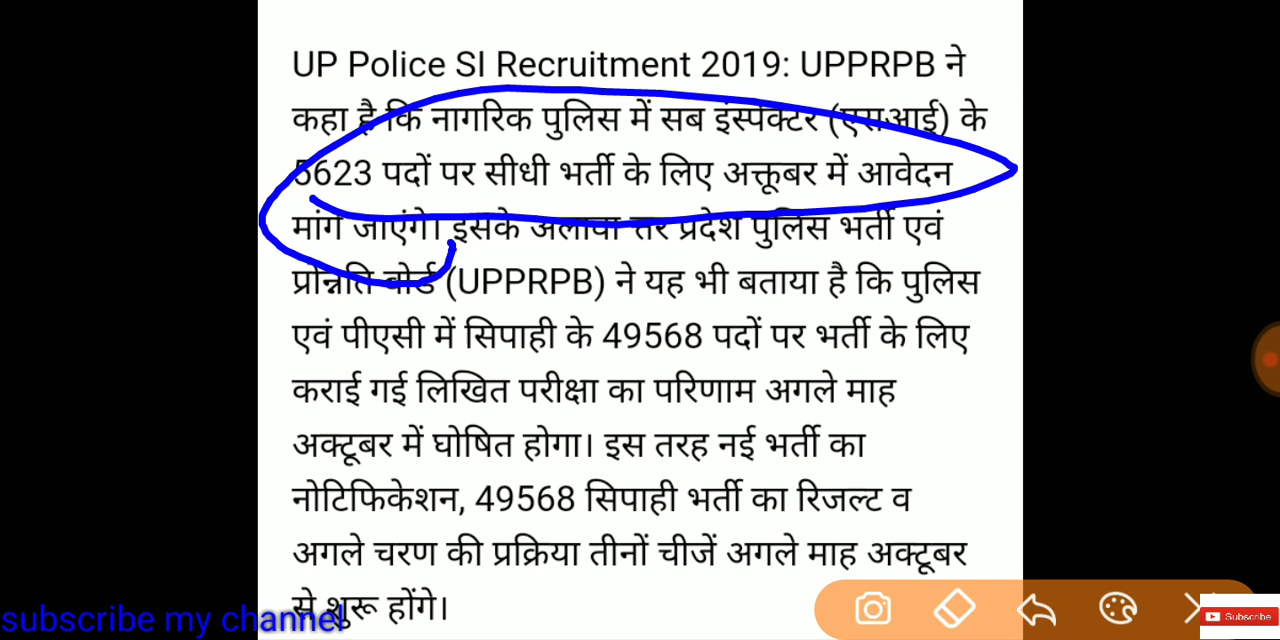 UP Police SI Recruitment 2019: UPPRPB ने
कहा है कि नागरिक पुलिस में सब इंस्पेक्टर (एसआई) के
5623 पदों पर सीधी भर्ती के लिए अक्तूबर में आवेदन
मांगे जाएंगे। इसके अलावा तर प्रदेश पुलिस भर्ती एवं
प्रोन्नति बोर्ड (UPPRPB) ने यह भी बताया है कि पुलिस
एवं पीएसी में सिपाही के 49568 पदों पर भर्ती के लिए
कराई गई लिखित परीक्षा का परिणाम अगले माह
अक्टूबर में घोषित होगा। इस तरह नई भर्ती का
नोटिफिकेशन, 49568 सिपाही भर्ती का रिजल्ट व
अगले चरण की प्रक्रिया तीनों चीजें अगले माह अक्टूबर
से शुरू होंगे।
subscribe my channel
Subscribe